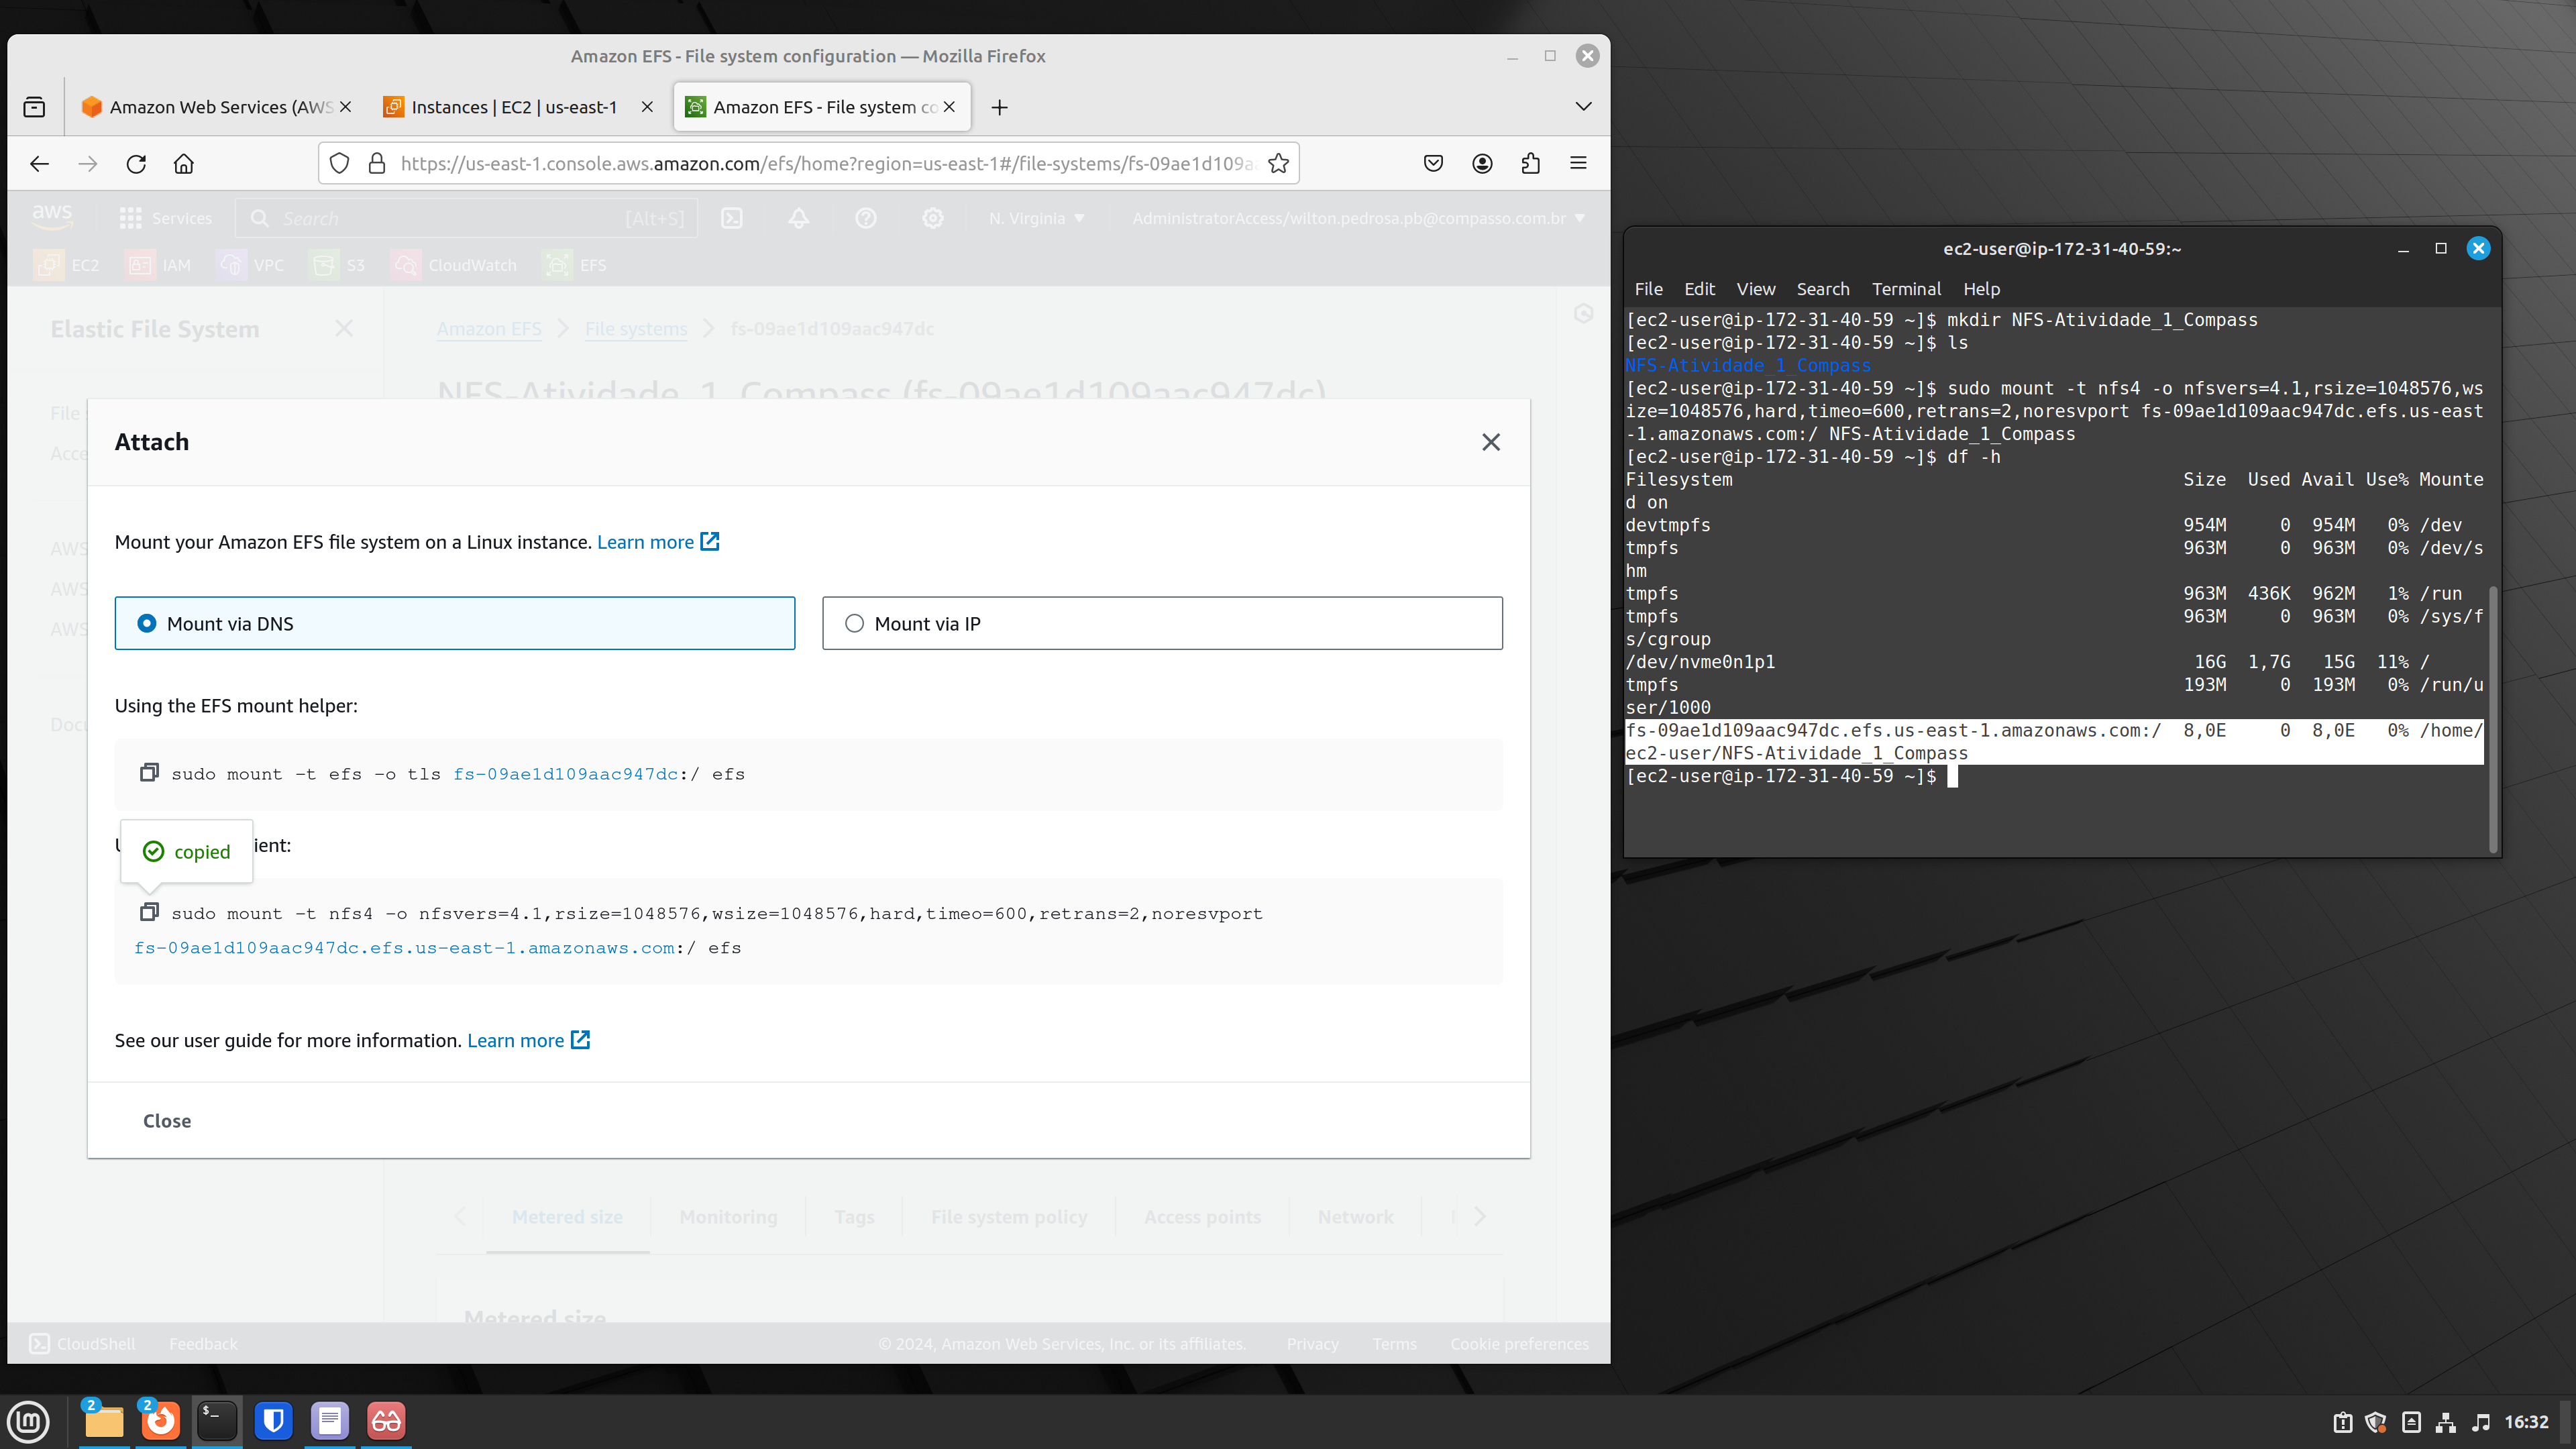 Amazon EFS - File system configuration — Mozilla Firefox
Amazon Web Services (AWS
Instances | EC2 | us-east-1
Amazon EFS - File system co
https://us-east-1.console.aws.amazon.com/efs/home?region=us-east-1#/file-systems/fs-09ae1d109a
aws
Services
Search
[Alt+S]
N. Virginia
AdministratorAccess/wilton.pedrosa.pb@compasso.com.br
EC2
IAM
VPC
S3
CloudWatch
EFS
Elastic File System
Amazon EFS
File systems
fs-09ae1d109aac947dc
NFS-Atividade_1_Compass (fs-09ae1d109aac947dc)
File
Acce
AWS
AWS
AWS
Docu
Attach
Mount your Amazon EFS file system on a Linux instance. Learn more
Mount via DNS
Mount via IP
Using the EFS mount helper:
sudo mount -t efs -o tls fs-09ae1d109aac947dc:/ efs
ient:
copied
sudo mount -t nfs4 -o nfsvers=4.1,rsize=1048576,wsize=1048576,hard,timeo=600,retrans=2,noresvport
fs-09ae1d109aac947dc.efs.us-east-1.amazonaws.com:/ efs
See our user guide for more information. Learn more
Close
Metered size
Monitoring
Tags
File system policy
Access points
Network
Metered size
CloudShell
Feedback
© 2024, Amazon Web Services, Inc. or its affiliates.
Privacy
Terms
Cookie preferences
ec2-user@ip-172-31-40-59:~
File Edit View Search Terminal Help
[ec2-user@ip-172-31-40-59 ~]$ mkdir NFS-Atividade_1_Compass
[ec2-user@ip-172-31-40-59 ~]$ ls
NFS-Atividade_1_Compass
[ec2-user@ip-172-31-40-59 ~]$ sudo mount -t nfs4 -o nfsvers=4.1,rsize=1048576,ws
ize=1048576,hard,timeo=600,retrans=2,noresvport fs-09ae1d109aac947dc.efs.us-east
-1.amazonaws.com:/ NFS-Atividade_1_Compass
[ec2-user@ip-172-31-40-59 ~]$ df -h
Filesystem Size Used Avail Use% Mounte
d on
devtmpfs 954M 0 954M 0% /dev
tmpfs 963M 0 963M 0% /dev/s
hm
tmpfs 963M 436K 962M 1% /run
tmpfs 963M 0 963M 0% /sys/f
s/cgroup
/dev/nvme0n1p1 16G 1,7G 15G 11% /
tmpfs 193M 0 193M 0% /run/u
ser/1000
fs-09ae1d109aac947dc.efs.us-east-1.amazonaws.com:/ 8,0E 0 8,0E 0% /home/
ec2-user/NFS-Atividade_1_Compass
[ec2-user@ip-172-31-40-59 ~]$
2
2
$_
lm
16:32